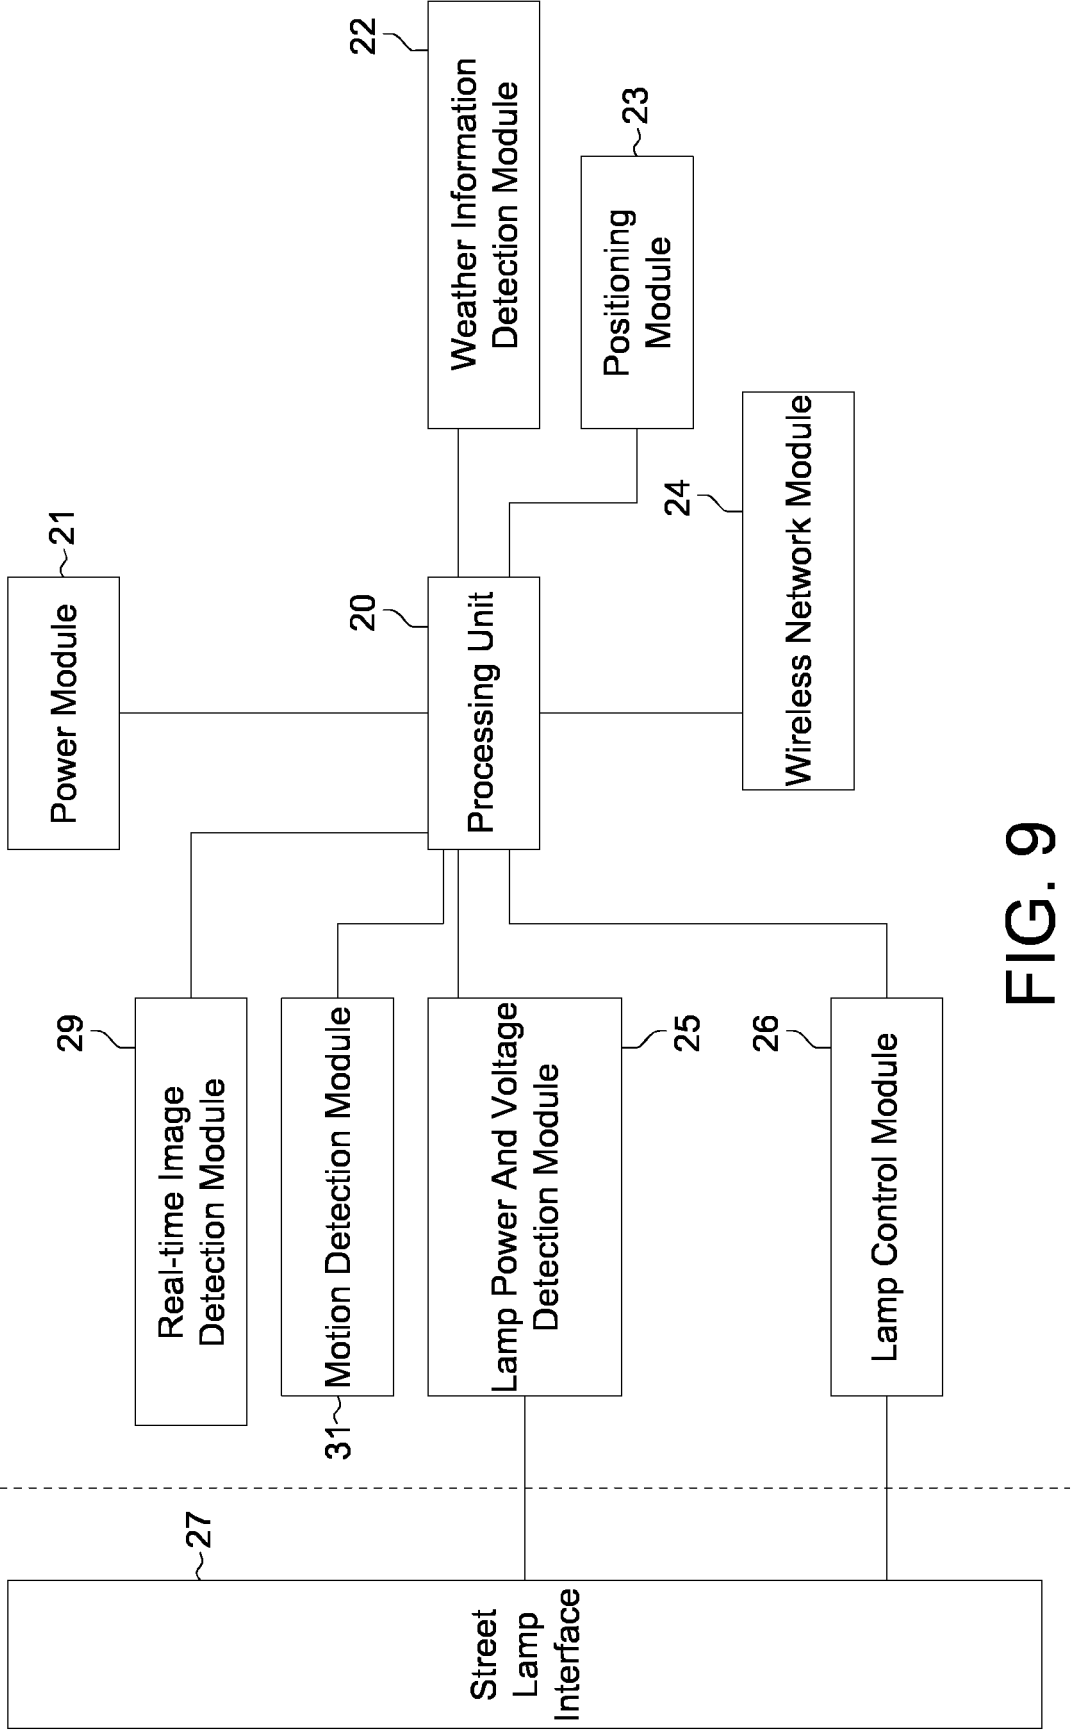 27
Street
Lamp
Interface
29
Real-time Image
Detection Module
31
Motion Detection Module
Lamp Power And Voltage
Detection Module
25
26
Lamp Control Module
Power Module
21
20
Processing Unit
24
Wireless Network Module
22
Weather Information
Detection Module
Positioning
Module
23
FIG. 9